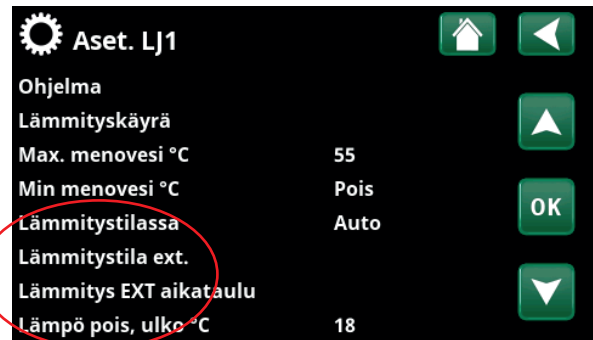 Aset. LJ1
Ohjelma
Lämmityskäyrä
Max. menovesi °C 55
Min menovesi °C Pois
Lämmitystilassa Auto
Lämmitystila ext.
Lämmitys EXT aikataulu
Lämpö pois, ulko °C 18
OK